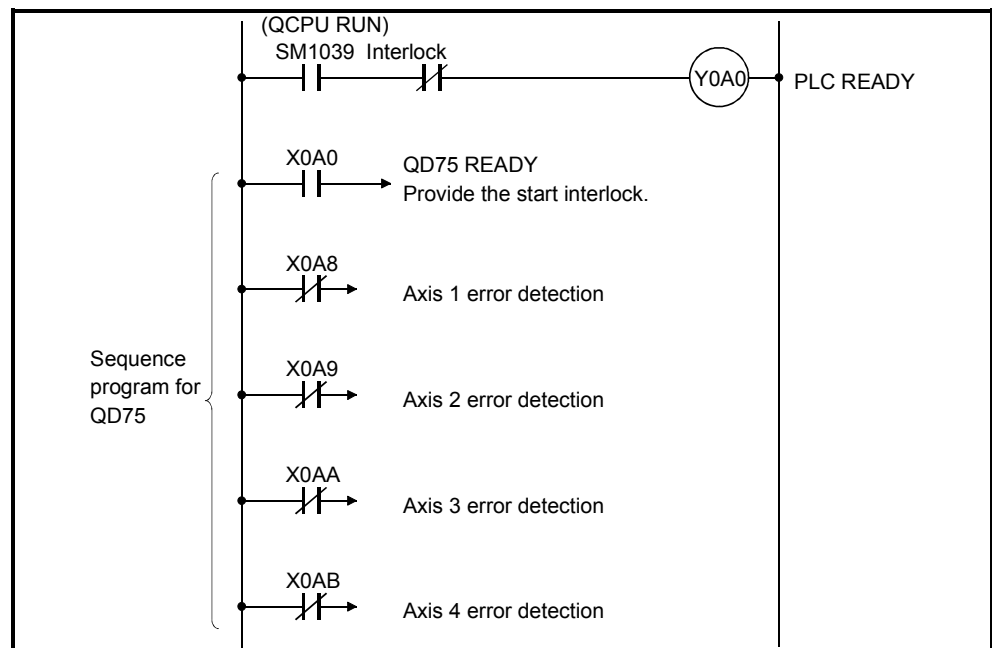 (QCPU RUN)
SM1039 Interlock
Y0A0
PLC READY
X0A0
QD75 READY
Provide the start interlock.
X0A8
Axis 1 error detection
Sequence
program for
QD75
X0A9
Axis 2 error detection
X0AA
Axis 3 error detection
X0AB
Axis 4 error detection